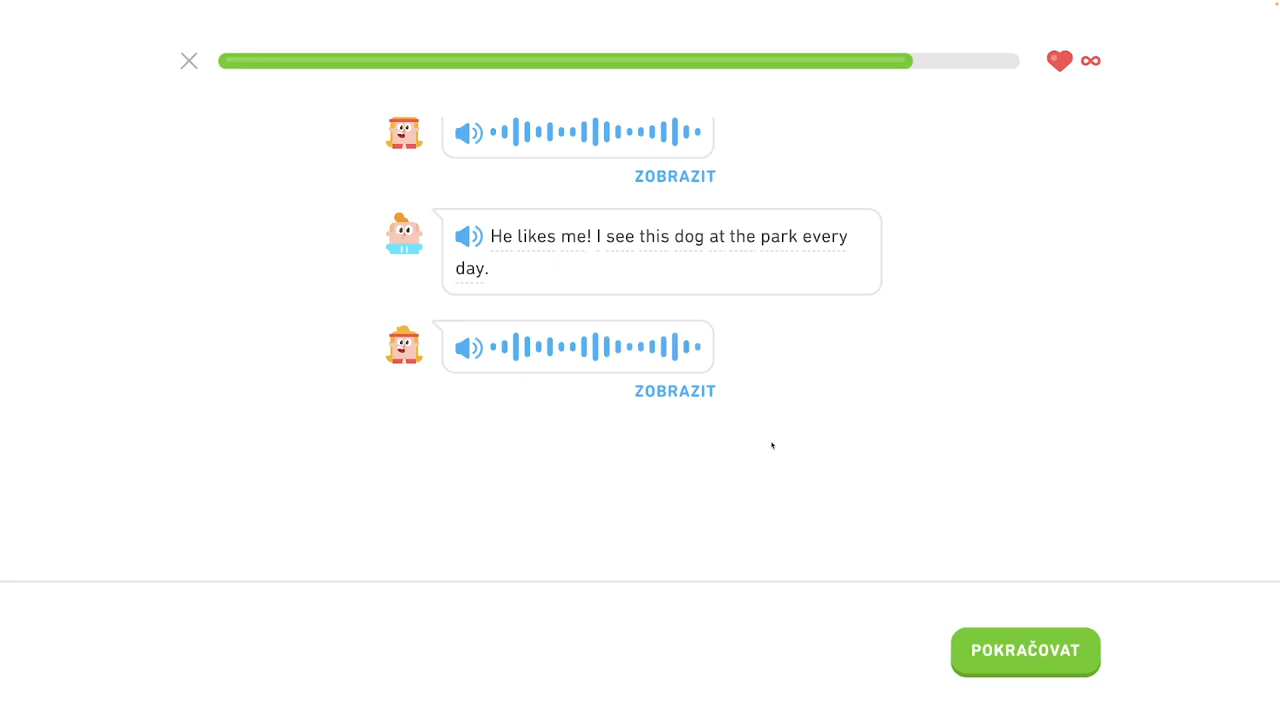 ZOBRAZIT
He likes me! I see this dog at the park every
day.
ZOBRAZIT
POKRAČOVAT